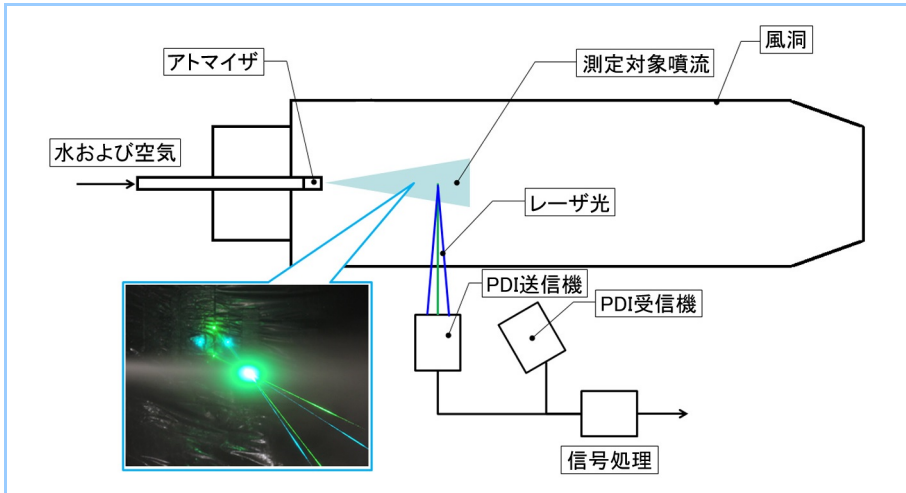 風洞
アトマイザ
測定対象噴流
水および空気
レーザ光
PDI送信機
PDI受信機
信号処理